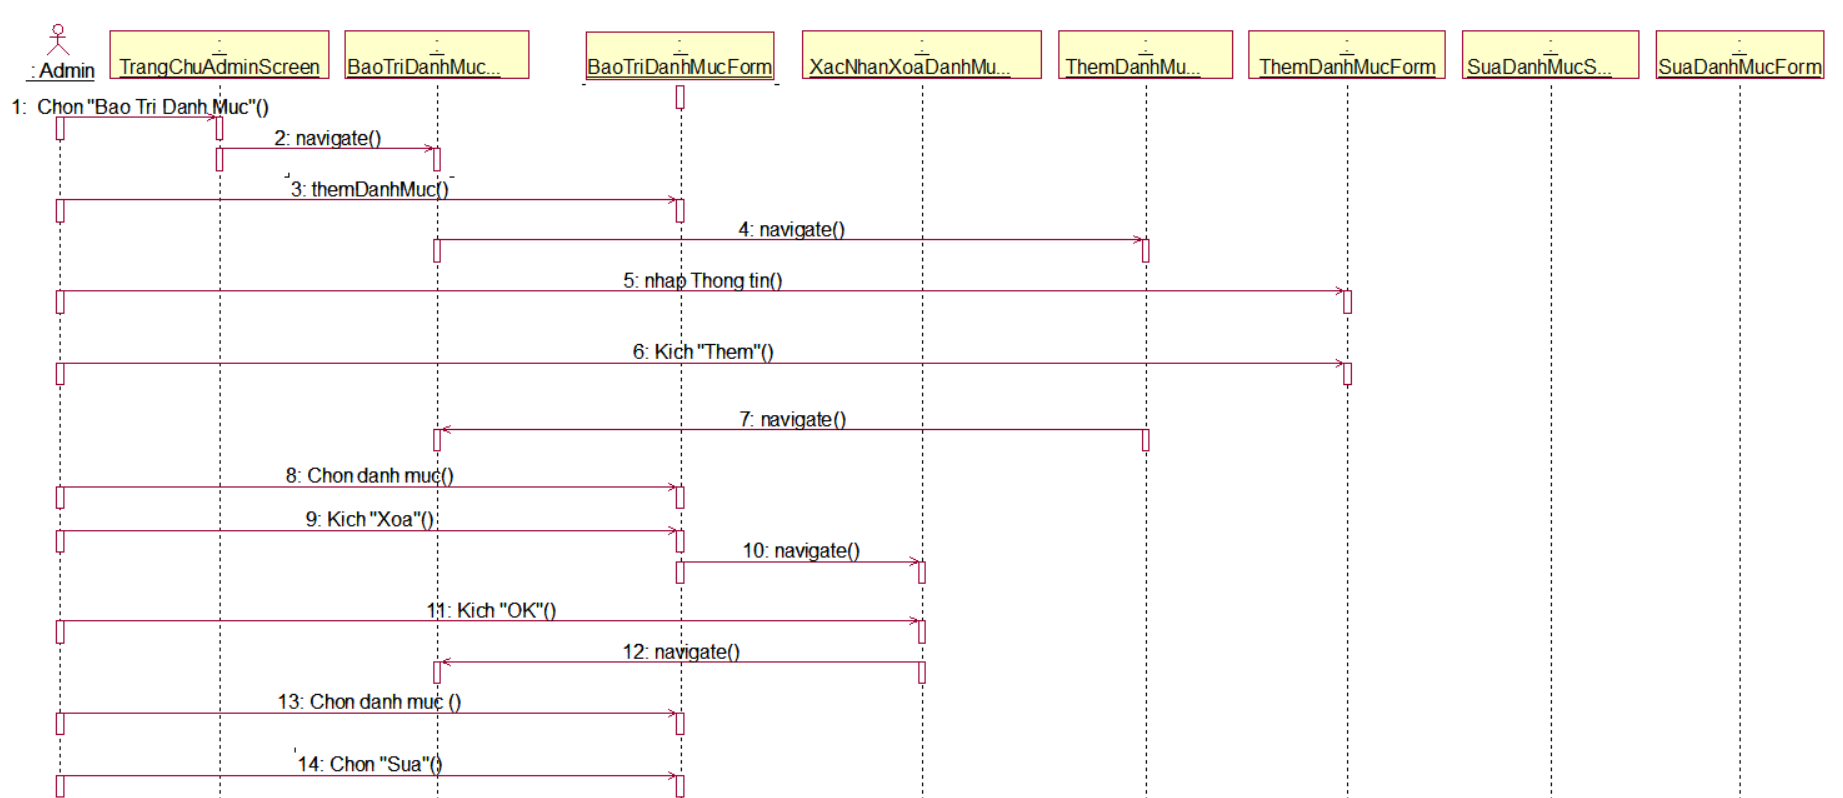 : Admin
:
TrangChuAdminScreen
:
BaoTriDanhMuc...
:
BaoTriDanhMucForm
:
XacNhanXoaDanhMu...
:
ThemDanhMu...
:
ThemDanhMucForm
:
SuaDanhMucS...
:
SuaDanhMucForm
1: Chon "Bao Tri Danh Muc"()
2: navigate()
3: themDanhMuc()
4: navigate()
5: nhap Thong tin()
6: Kich "Them"()
7: navigate()
8: Chon danh muc()
9: Kich "Xoa"()
10: navigate()
11: Kich "OK"()
12: navigate()
13: Chon danh muc ()
14: Chon "Sua"()